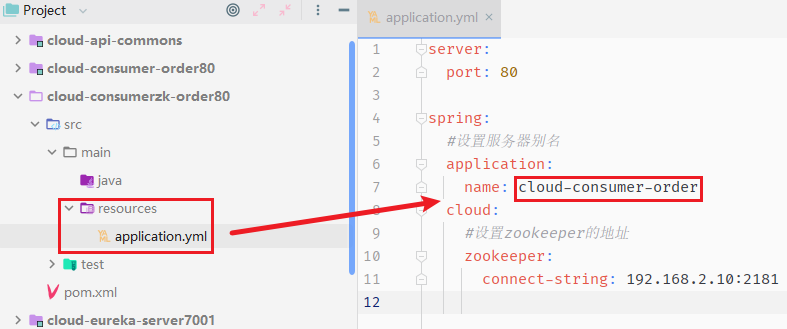 Project
cloud-api-commons
cloud-consumer-order80
cloud-consumerzk-order80
src
main
java
resources
application.yml
test
pom.xml
cloud-eureka-server7001
application.yml
1 server:
2 port: 80
3
4 spring:
5 #设置服务器别名
6 application:
7 name: cloud-consumer-order
8 cloud:
9 #设置zookeeper的地址
10 zookeeper:
11 connect-string: 192.168.2.10:2181
12